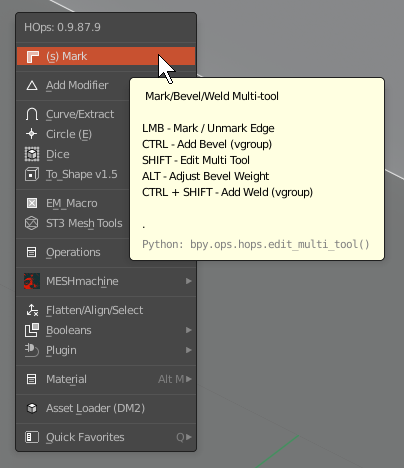 HOps: 0.9.87.9
(s) Mark
Add Modifier
Curve/Extract
Circle (E)
Dice
To_Shape v1.5
EM_Macro
ST3 Mesh Tools
Operations
MESHmachine
Flatten/Align/Select
Booleans
Plugin
Material Alt M
Asset Loader (DM2)
Quick Favorites Q
Mark/Bevel/Weld Multi-tool
LMB - Mark / Unmark Edge
CTRL - Add Bevel (vgroup)
SHIFT - Edit Multi Tool
ALT - Adjust Bevel Weight
CTRL + SHIFT - Add Weld (vgroup)
.
Python: bpy.ops.hops.edit_multi_tool()